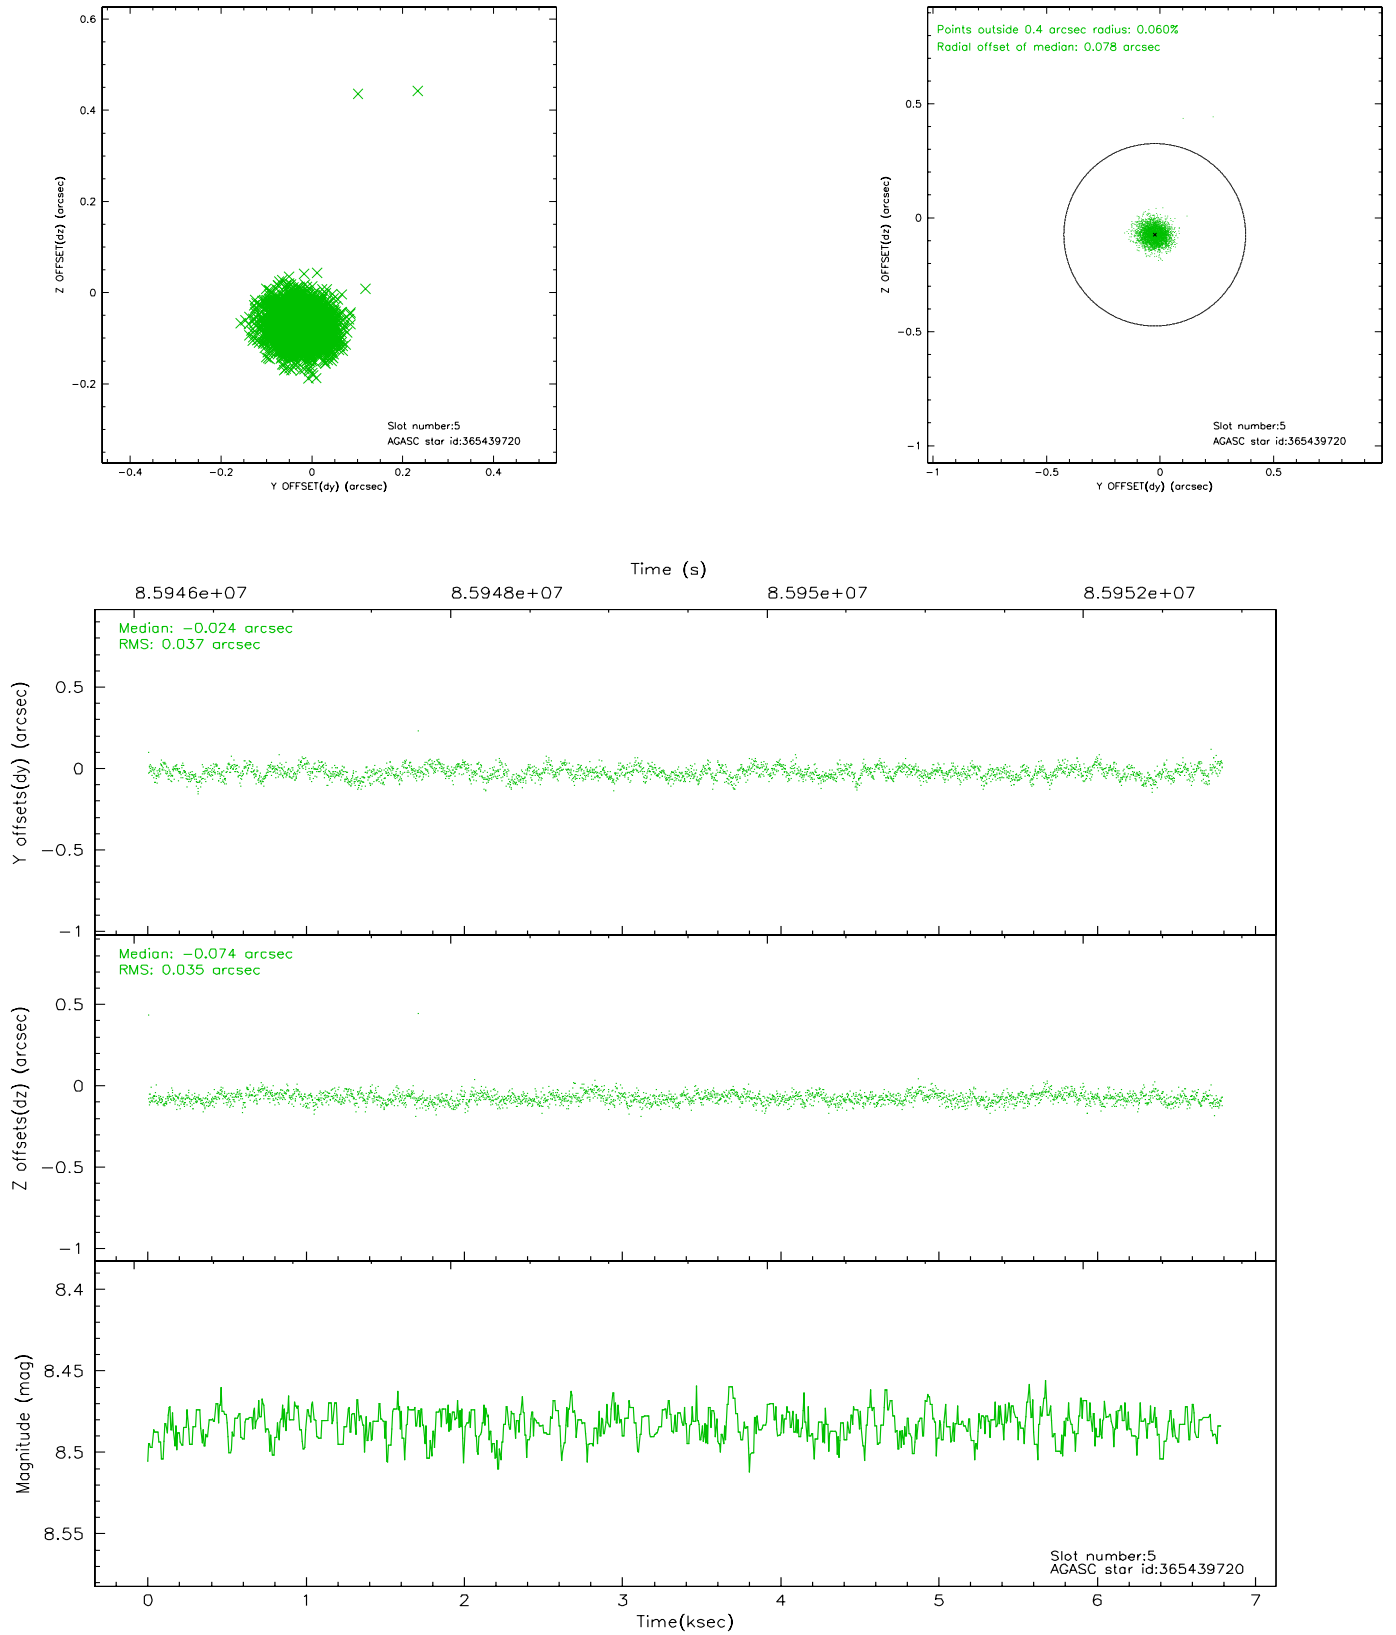 0.6
0.4
0.2
0
−0.2
Z OFFSET(dz) (arcsec)
Slot number:5
AGASC star id:365439720
−0.4 −0.2 0 0.2 0.4
Y OFFSET(dy) (arcsec)
Points outside 0.4 arcsec radius: 0.060%
Radial offset of median: 0.078 arcsec
0.5
0
−0.5
−1
Z OFFSET(dz) (arcsec)
Slot number:5
AGASC star id:365439720
−1 −0.5 0 0.5
Y OFFSET(dy) (arcsec)
Time (s)
8.5946e+07 8.5948e+07 8.595e+07 8.5952e+07
Median: −0.024 arcsec
RMS: 0.037 arcsec
0.5
0
−0.5
−1
Y offsets(dy) (arcsec)
Median: −0.074 arcsec
RMS: 0.035 arcsec
0.5
0
−0.5
−1
Z offsets(dz) (arcsec)
8.4
8.45
8.5
8.55
Magnitude (mag)
Slot number:5
AGASC star id:365439720
0 1 2 3 4 5 6 7
Time(ksec)